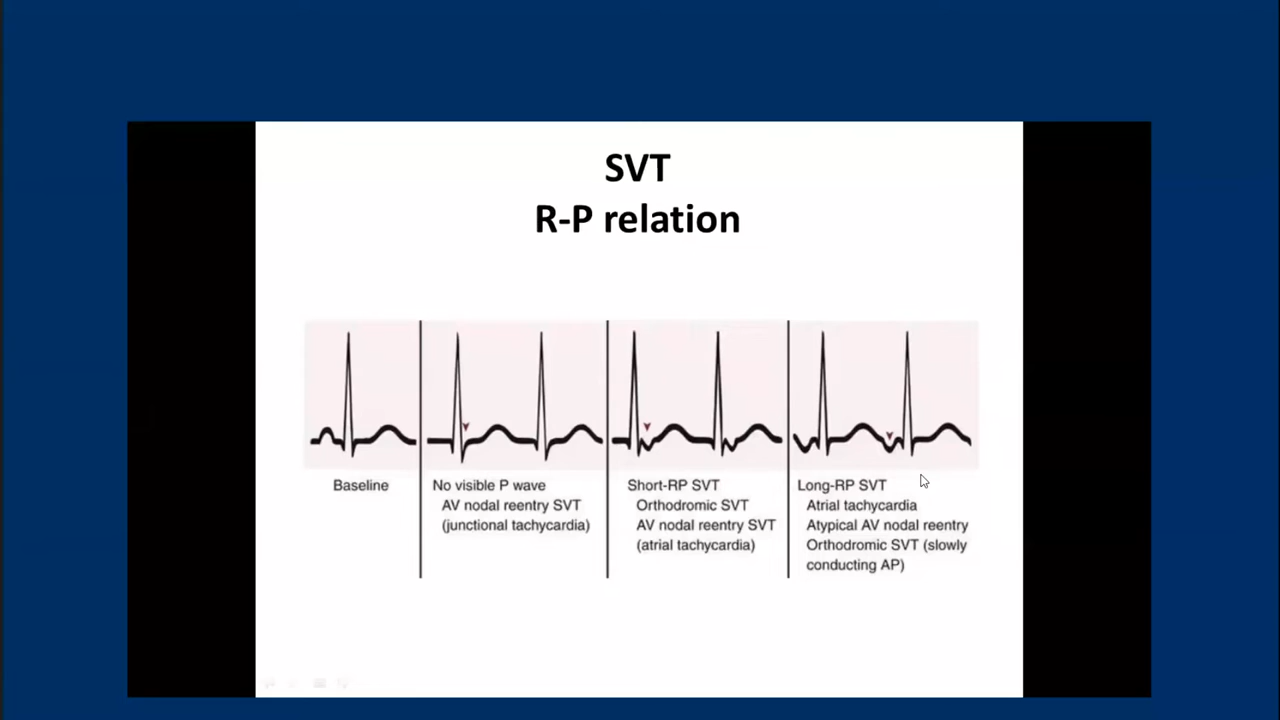 SVT
R-P relation
Baseline
No visible P wave
AV nodal reentry SVT
(junctional tachycardia)
Short-RP SVT
Orthodromic SVT
AV nodal reentry SVT
(atrial tachycardia)
Long-RP SVT
Atrial tachycardia
Atypical AV nodal reentry
Orthodromic SVT (slowly
conducting AP)